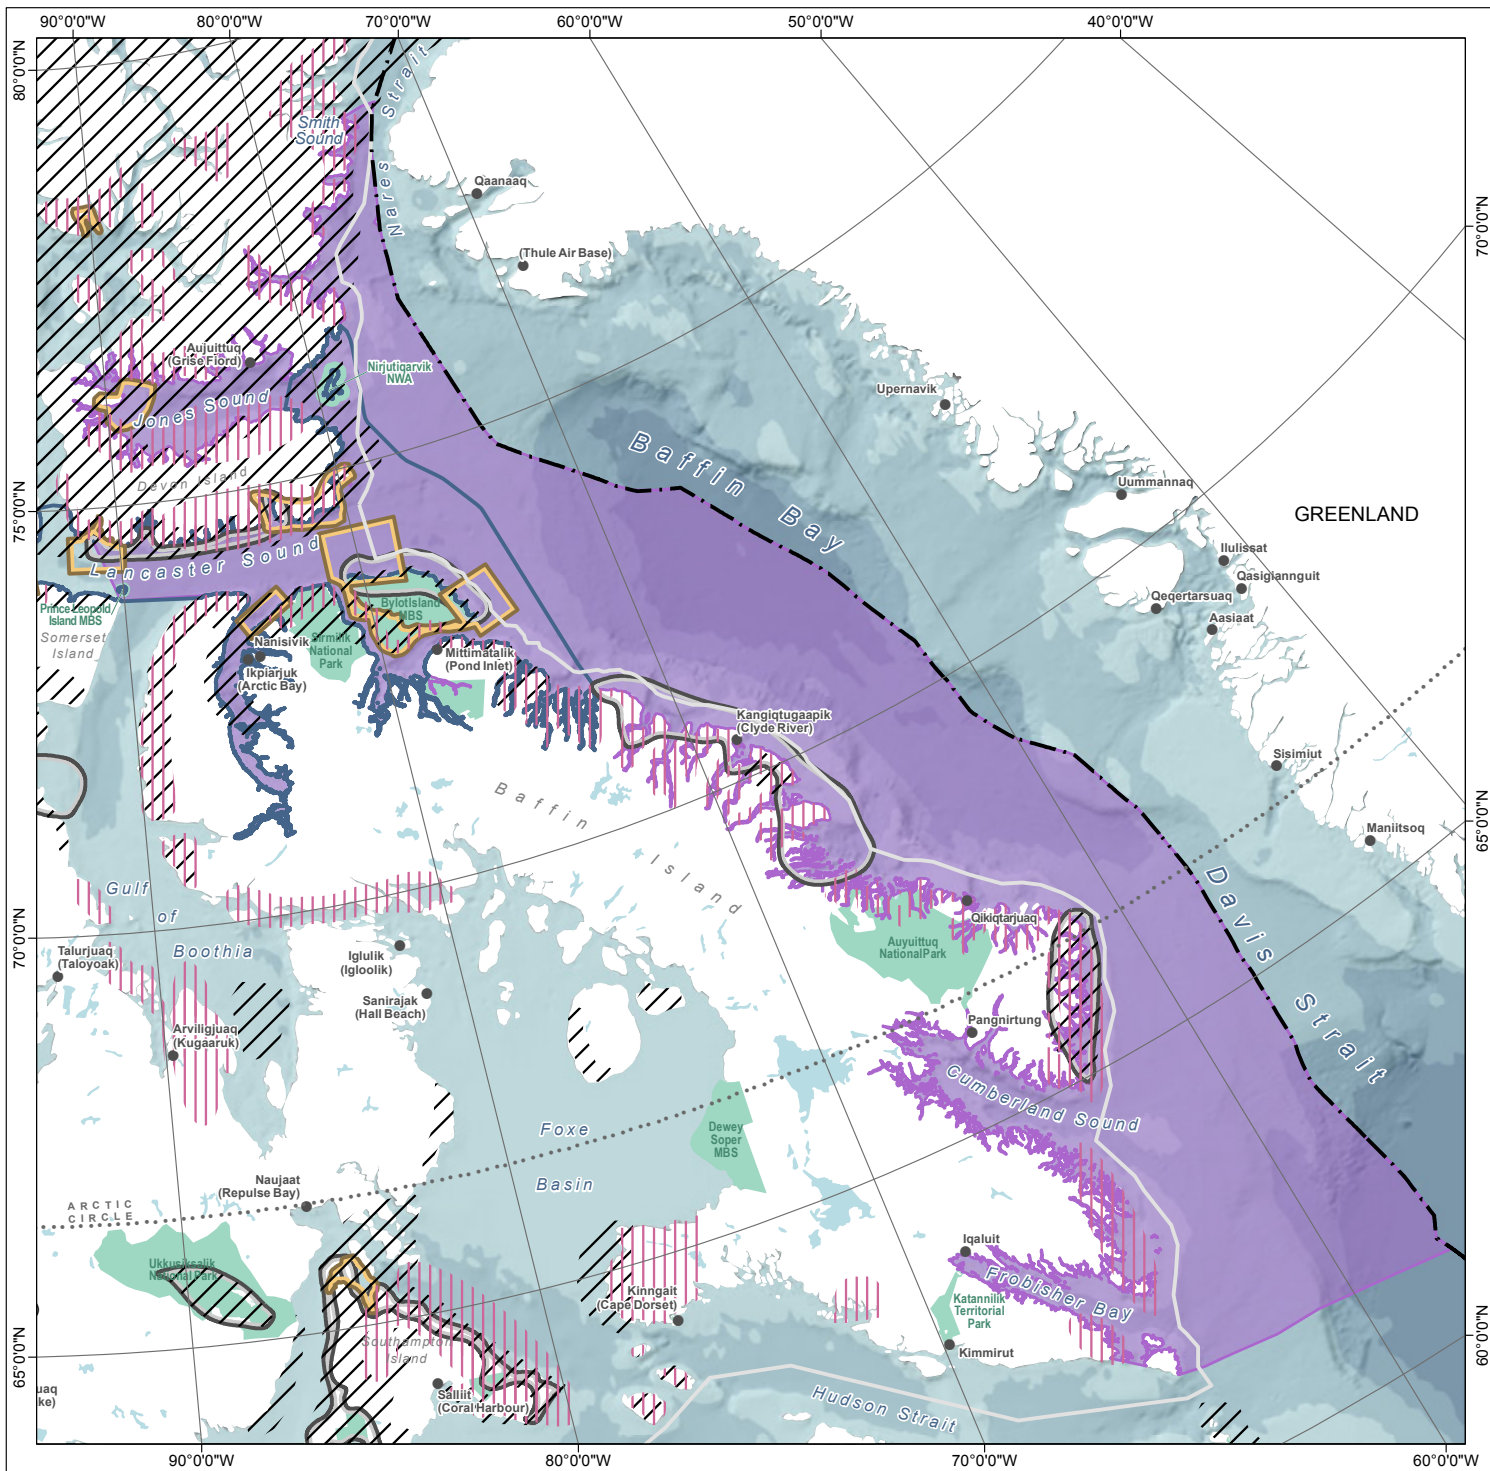 90°0'0"W
80°0'0"W
70°0'0"W
60°0'0"W
50°0'0"W
40°0'0"W
80°0'0"N
75°0'0"N
70°0'0"N
65°0'0"N
70°0'0"N
65°0'0"N
60°0'0"N
90°0'0"W
80°0'0"W
70°0'0"W
60°0'0"W
Nares Strait
Smith
Sound
Qaanaaq
(Thule Air Base)
Aujuittuq
(Grise Fiord)
Nirjutiqarvik
NWA
Jones Sound
Upernavik
Baffin Bay
Devon Island
Uummannaq
GREENLAND
Lancaster Sound
Ilulissat
Qasigiannguit
Qeqertarsuaq
Aasiaat
Prince Leopold
Island MBS
Bylot Island
MBS
Somerset
Island
Sirmilik
National
Park
Nanisivik
Ikpiarjuk
(Arctic Bay)
Mittimatalik
(Pond Inlet)
Kangiqtugaapik
(Clyde River)
Sisimiut
Maniitsoq
Baffin Island
Gulf
of
Boothia
Davis Strait
Qikiqtarjuaq
Auyuittuq
National Park
Talurjuaq
(Taloyoak)
Iglulik
(Igloolik)
Sanirajak
(Hall Beach)
Arviligjuaq
(Kugaaruk)
Pangnirtung
Cumberland Sound
Foxe
Basin
Dewey
Soper
MBS
Naujaat
(Repulse Bay)
ARCTIC
CIRCLE
Ukkusiksalik
National Park
Iqaluit
Frobisher Bay
Kinngait
(Cape Dorset)
Katannilik
Territorial
Park
Kimmirut
Southampton
Island
Salliit
(Coral Harbour)
Hudson Strait
uaq
ke)